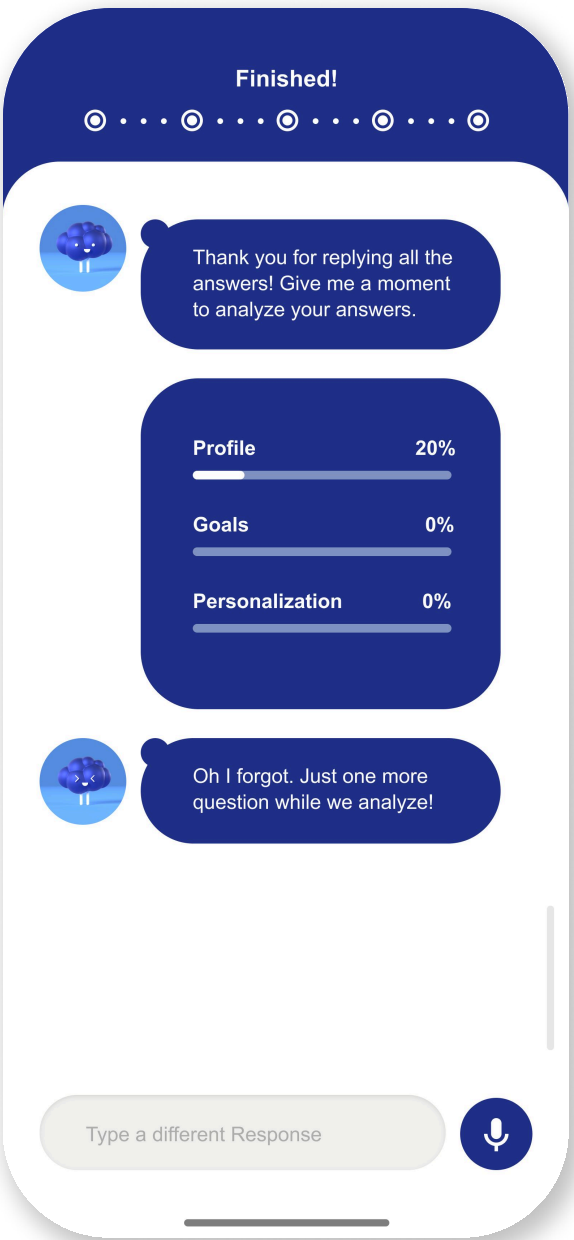 Finished!
Thank you for replying all the
answers! Give me a moment
to analyze your answers.
Profile 20%
Goals 0%
Personalization 0%
Oh I forgot. Just one more
question while we analyze!
Type a different Response